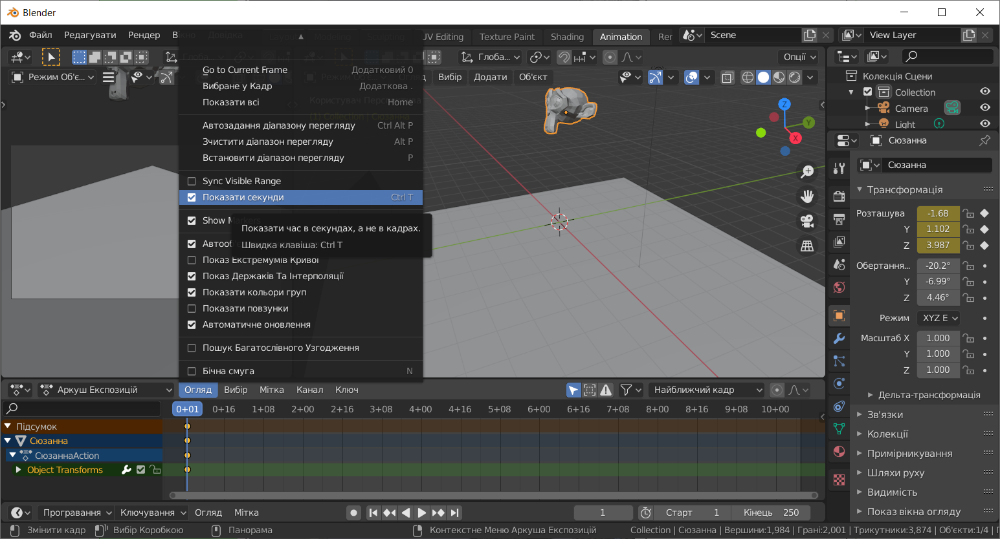 Blender
Файл Редагувати Рендер Вікно Довідка UV Editing Texture Paint Shading Animation Scene View Layer
Глоба... Опції
Режим Об'є... Вибір Додати Об'єкт
Go to Current Frame Додатковий 0
Вибране у Кадр Додаткова .
Показати всі Home
Автозадання діапазону перегляду Ctrl Alt P
Зчистити діапазон перегляду Alt P
Встановити діапазон перегляду P
Sync Visible Range
Показати секунди Ctrl T
Show Markers
Показати час в секундах, а не в кадрах.
Швидка клавіша: Ctrl T
Показ Екстремумів Кривої
Показ Держаків Та Інтерполяції
Показати кольори груп
Показати повзунки
Автоматичне оновлення
Пошук Багатослівного Узгодження
Бічна смуга N
Z
Y
X
Колекція Сцени
Collection
Camera
Light
Сюзанна
Сюзанна
Трансформація
Розташува -1.68
Y 1.102
Z 3.987
Обертання... -20.2°
Y -6.99°
Z 4.46°
Режим XYZ E
Масштаб X 1.000
Y 1.000
Z 1.000
Дельта-трансформація
Зв'язки
Колекції
Примірникування
Шляхи руху
Видимість
Показ вікна огляду
Аркуш Експозицій Огляд Вибір Мітка Канал Ключ Найближчий кадр
0+01 0+16 1+08 2+00 2+16 3+08 4+00 4+16 5+08 6+00 6+16 7+08 8+00 8+16 9+08 10+00
Підсумок
Сюзанна
СюзаннаAction
Object Transforms
Програвання Ключування Огляд Мітка 1 Старт 1 Кінець 250
Змінити кадр Вибір Коробкою Панорама Контекстне Меню Аркуша Експозицій Collection | Сюзанна | Вершини:1,984 | Грані:2,001 | Трикутники:3,874 | Об'єкти:1/4 |